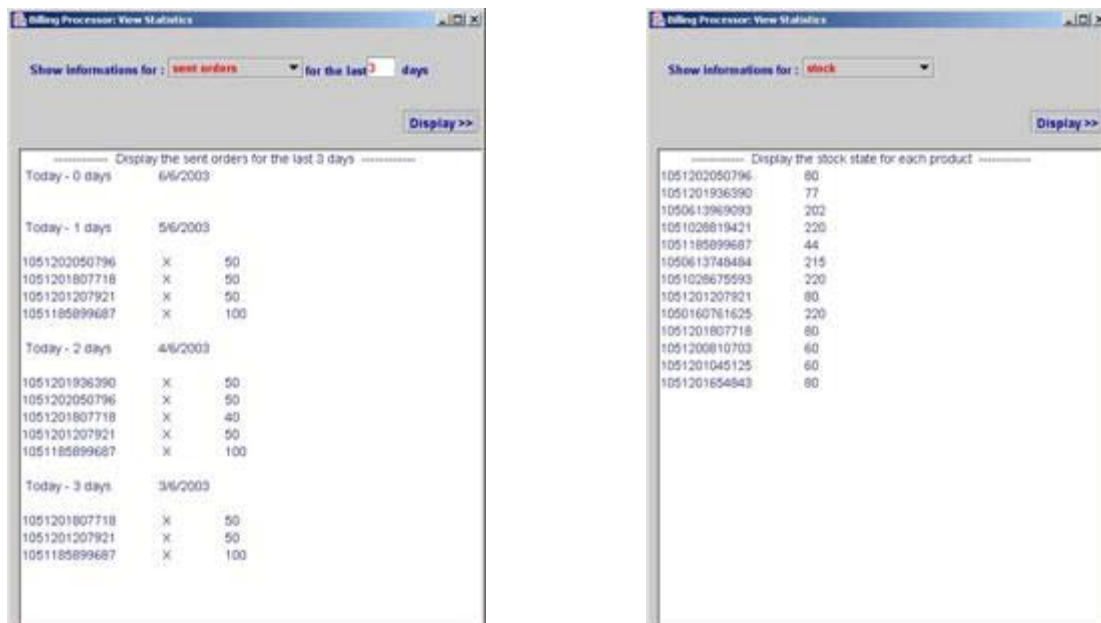 Billing Processor: View Statistics
Show informations for : sent orders for the last 3 days
Display >>
------------ Display the sent orders for the last 3 days ------------
Today - 0 days 6/6/2003
Today - 1 days 5/6/2003
1051202050796 X 50
1051201807718 X 50
1051201207921 X 50
1051185899687 X 100
Today - 2 days 4/6/2003
1051201936390 X 50
1051202050796 X 50
1051201807718 X 40
1051201207921 X 50
1051185899687 X 100
Today - 3 days 3/6/2003
1051201807718 X 50
1051201207921 X 50
1051185899687 X 100
Billing Processor: View Statistics
Show informations for : stock
Display >>
------------ Display the stock state for each product ------------
1051202050796 80
1051201936390 77
1050613969093 202
1051028819421 220
1051185899687 44
1050613748484 215
1051028675593 220
1051201207921 80
1050160761625 220
1051201807718 80
1051200810703 60
1051201045125 60
1051201654843 80